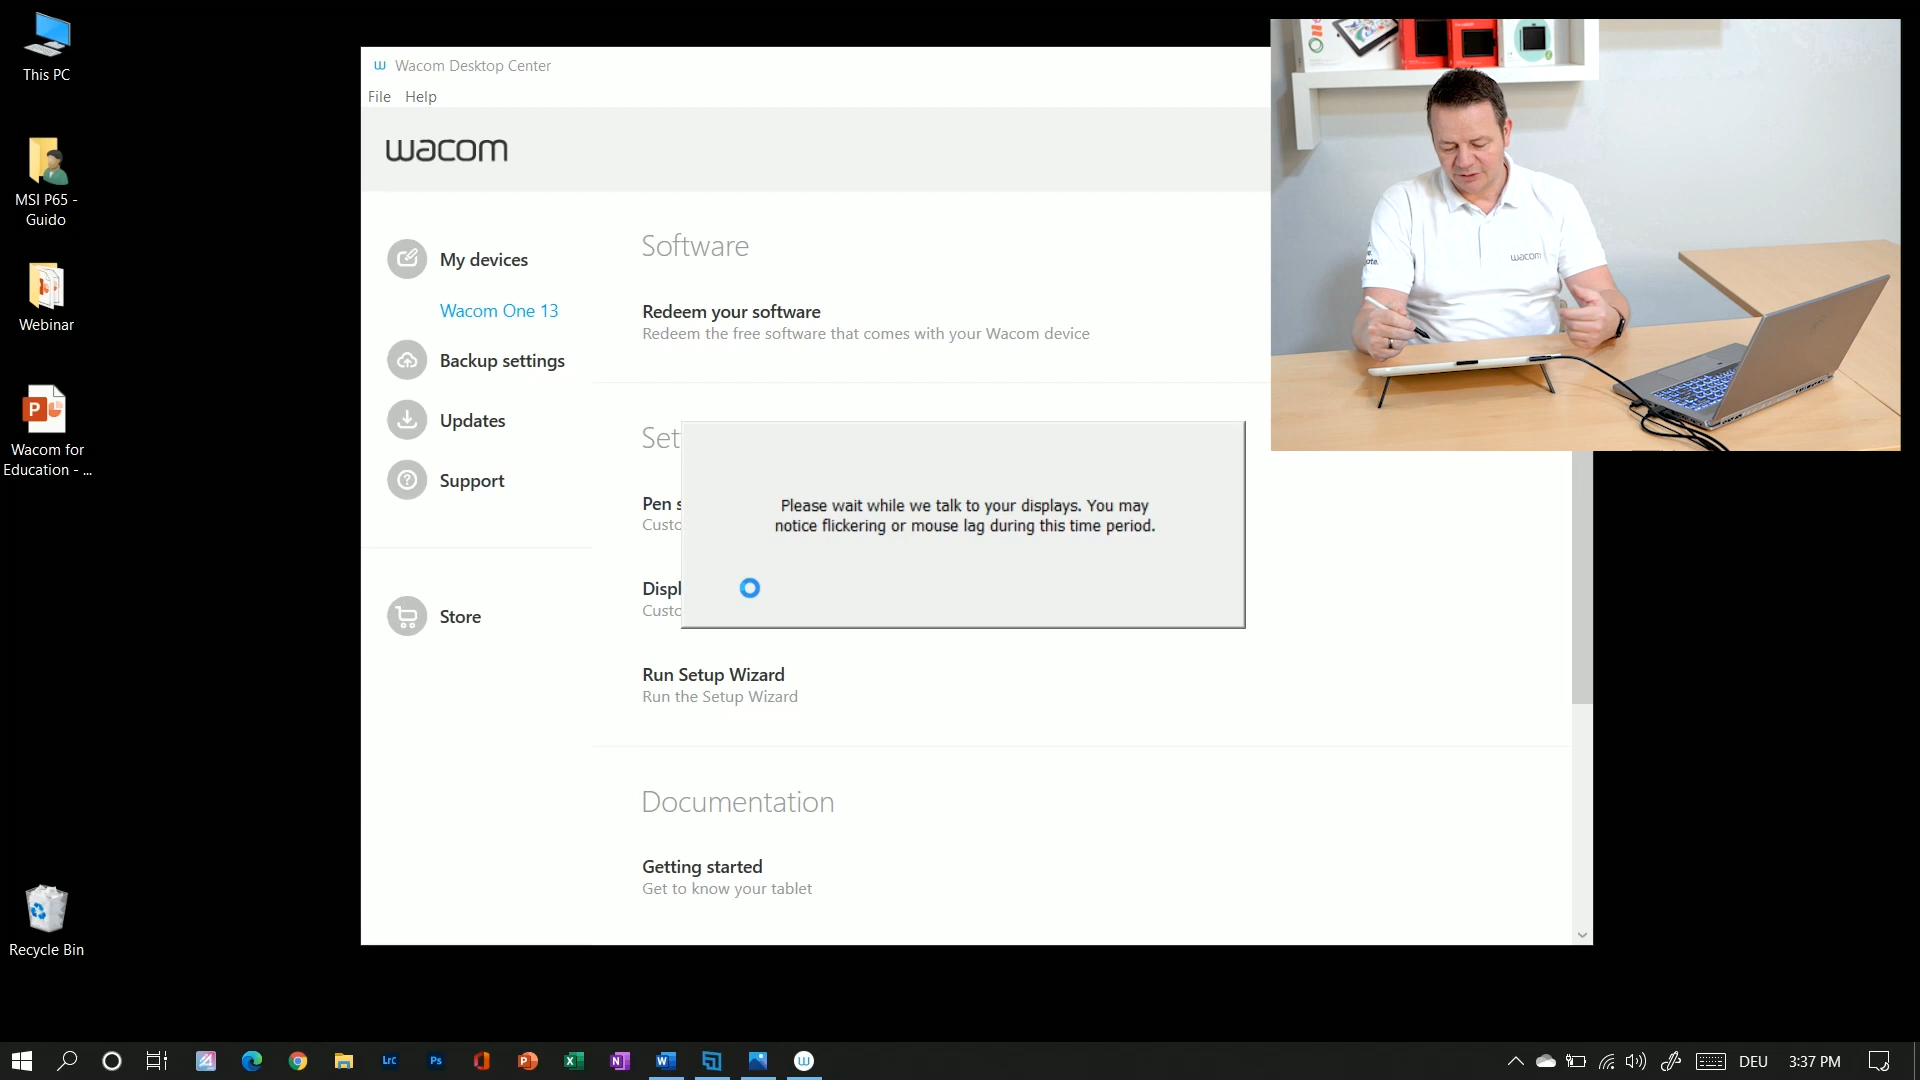 This PC
MSI P65 -
Guido
Webinar
Wacom for
Education - ...
Recycle Bin
Wacom Desktop Center
File Help
wacom
My devices
Wacom One 13
Backup settings
Updates
Support
Store
Software
Redeem your software
Redeem the free software that comes with your Wacom device
Set
Pen s
Custo
Displ
Custo
Please wait while we talk to your displays. You may
notice flickering or mouse lag during this time period.
Run Setup Wizard
Run the Setup Wizard
Documentation
Getting started
Get to know your tablet
wacom
Lrc
Ps
DEU
3:37 PM